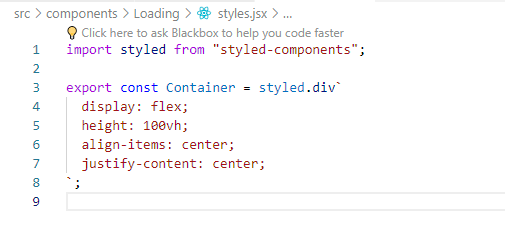 src > components > Loading > styles.jsx > ...
Click here to ask Blackbox to help you code faster
1 import styled from "styled-components";
2
3 export const Container = styled.div`
4   display: flex;
5   height: 100vh;
6   align-items: center;
7   justify-content: center;
8 `;
9